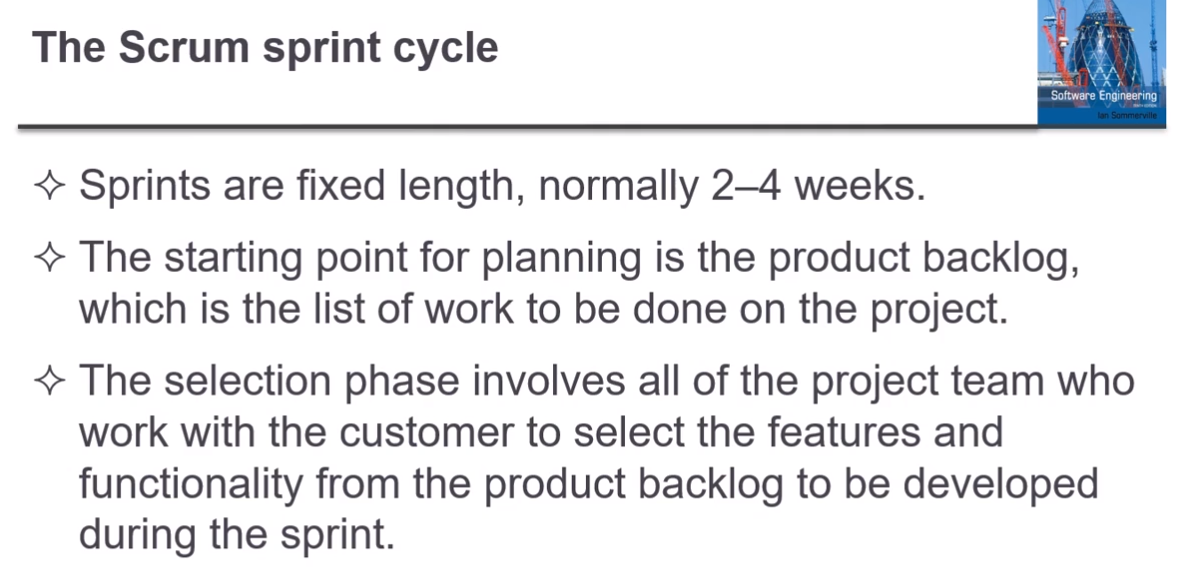 The Scrum sprint cycle
Software Engineering
Ian Sommerville
✧ Sprints are fixed length, normally 2–4 weeks.
✧ The starting point for planning is the product backlog,
which is the list of work to be done on the project.
✧ The selection phase involves all of the project team who
work with the customer to select the features and
functionality from the product backlog to be developed
during the sprint.